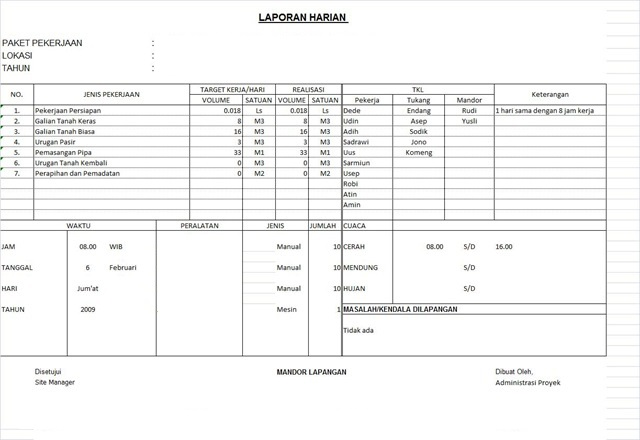 LAPORAN HARIAN
PAKET PEKERJAAN :
LOKASI :
TAHUN :
NO. JENIS PEKERJAAN TARGET KERJA/HARI REALISASI TKL Keterangan
VOLUME SATUAN VOLUME SATUAN Pekerja Tukang Mandor
1. Pekerjaan Persiapan 0.018 Ls 0.018 Ls Dede Endang Rudi 1 hari sama dengan 8 jam kerja
2. Galian Tanah Keras 8 M3 8 M3 Udin Asep Yusli
3. Galian Tanah Biasa 16 M3 16 M3 Adih Sodik
4. Urugan Pasir 3 M3 3 M3 Sadrawi Jono
5. Pemasangan Pipa 33 M1 33 M1 Uus Komeng
6. Urugan Tanah Kembali 0 M3 0 M3 Sarmiun
7. Perapihan dan Pemadatan 0 M2 0 M2 Usep
Robi
Atin
Amin
WAKTU PERALATAN JENIS JUMLAH CUACA
JAM 08.00 WIB Manual 10 CERAH 08.00 S/D 16.00
TANGGAL 6 Februari Manual 10 MENDUNG S/D
HARI Jum'at Manual 10 HUJAN S/D
TAHUN 2009 Mesin 1 MASALAH/KENDALA DILAPANGAN
Tidak ada
Disetujui MANDOR LAPANGAN Dibuat Oleh,
Site Manager Administrasi Proyek